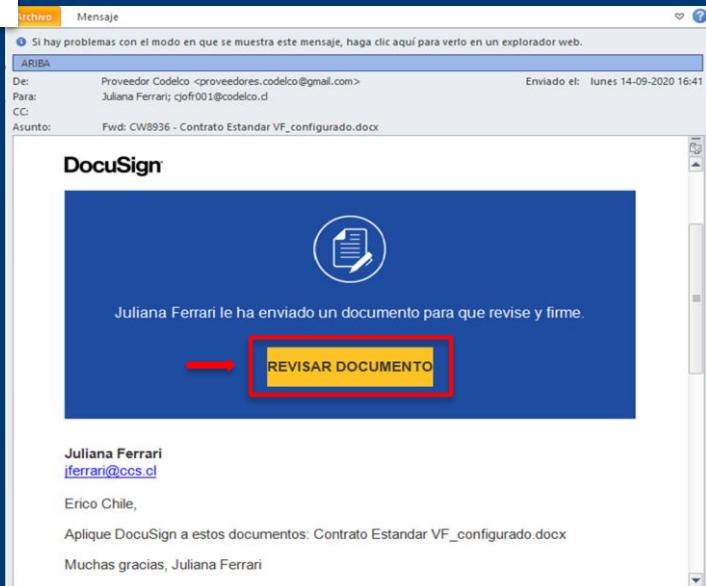 Archivo Mensaje
Si hay problemas con el modo en que se muestra este mensaje, haga clic aquí para verlo en un explorador web.
ARIBA
De: Proveedor Codelco <proveedores.codelco@gmail.com> Enviado el: lunes 14-09-2020 16:41
Para: Juliana Ferrari; cjofr001@codelco.cl
CC:
Asunto: Fwd: CW8936 - Contrato Estandar VF_configurado.docx
DocuSign
Juliana Ferrari le ha enviado un documento para que revise y firme.
REVISAR DOCUMENTO
Juliana Ferrari
jferrari@ccs.cl
Erico Chile,
Aplique DocuSign a estos documentos: Contrato Estandar VF_configurado.docx
Muchas gracias, Juliana Ferrari